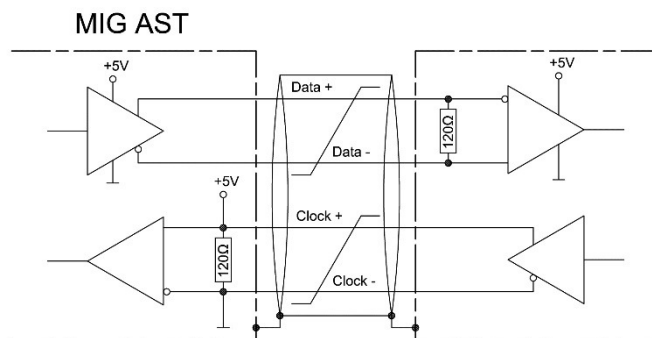 MIG AST
+5V
+5V
Data +
120Ω
Data -
+5V
Clock +
120Ω
Clock -